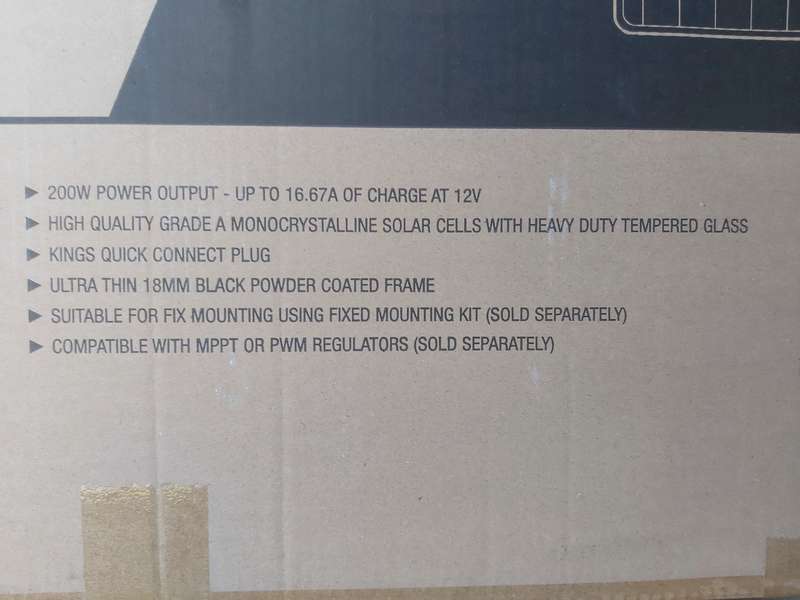 ► 200W POWER OUTPUT - UP TO 16.67A OF CHARGE AT 12V
► HIGH QUALITY GRADE A MONOCRYSTALLINE SOLAR CELLS WITH HEAVY DUTY TEMPERED GLASS
► KINGS QUICK CONNECT PLUG
► ULTRA THIN 18MM BLACK POWDER COATED FRAME
► SUITABLE FOR FIX MOUNTING USING FIXED MOUNTING KIT (SOLD SEPARATELY)
► COMPATIBLE WITH MPPT OR PWM REGULATORS (SOLD SEPARATELY)